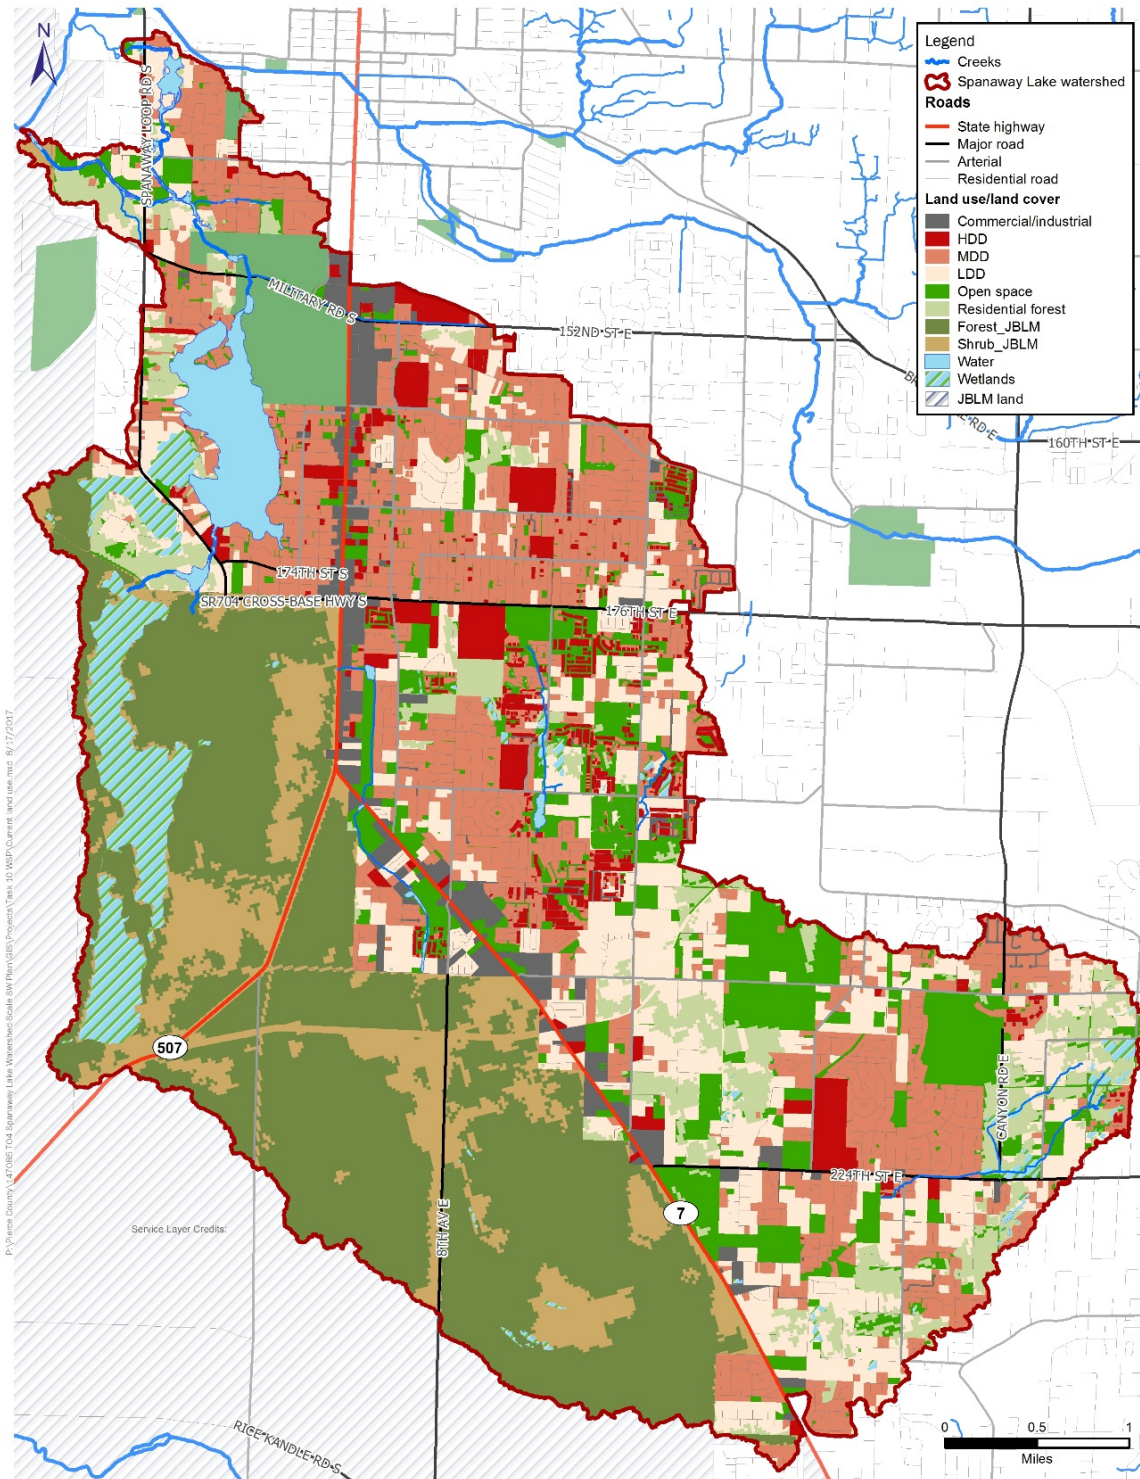 N
Legend
Creeks
Spanaway Lake watershed
Roads
State highway
Major road
Arterial
Residential road
Land use/land cover
Commercial/industrial
HDD
MDD
LDD
Open space
Residential forest
Forest_JBLM
Shrub_JBLM
Water
Wetlands
JBLM land
SPANAWAY LOOP RD S
MILITARY RD S
152ND ST E
RD E
160TH ST E
174TH ST S
SR704 CROSS BASE HWY S
176TH ST E
507
CANYON RD E
224TH ST E
7
8TH AV E
Service Layer Credits:
RICE KANDLE RD S
0 0.5 1
Miles